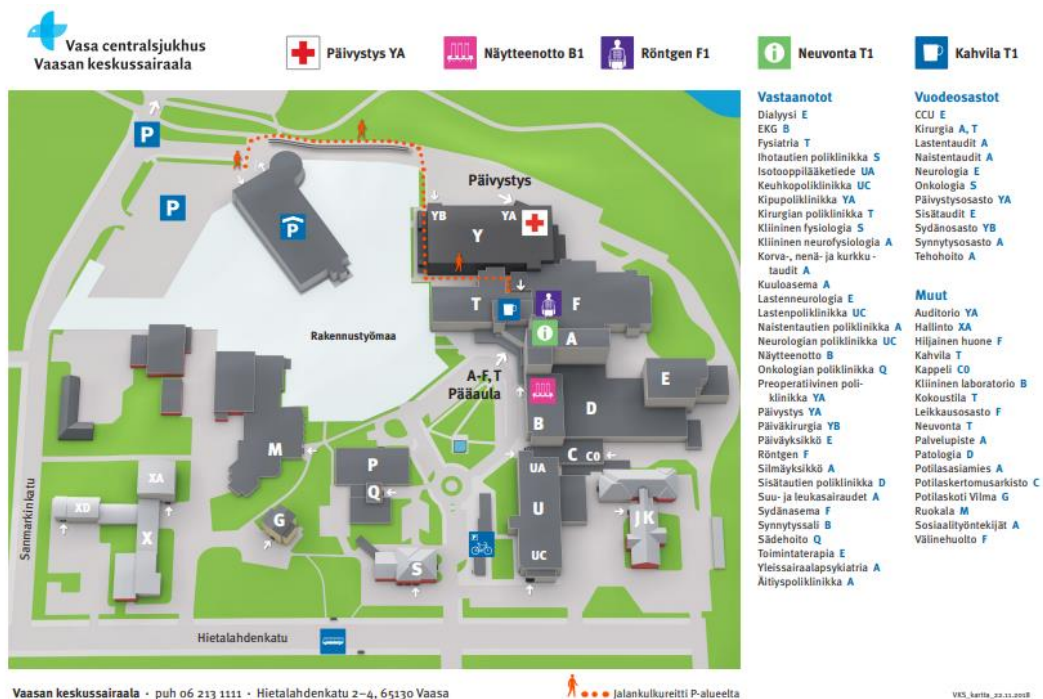 Vasa centralsjukhus
Vaasan keskussairaala
Päivystys YA
Näytteenotto B1
Röntgen F1
Neuvonta T1
Kahvila T1
P
P
P
Päivystys
YB
YA
Y
T
F
A
Rakennustyömaa
A-F, T
Pääaula
E
D
B
M
P
Q
C C0
UA
U
UC
JK
XA
XD
X
G
S
P
Sanmarkinkatu
Hietalahdenkatu
Vastaanotot
Dialyysi E
EKG B
Fysiatria T
Ihotautien poliklinikka S
Isotooppilääketiede UA
Keuhkopoliklinikka UC
Kipupoliklinikka YA
Kirurgian poliklinikka T
Kliininen fysiologia S
Kliininen neurofysiologia A
Korva-, nenä- ja kurkku-
taudit A
Kuuloasema A
Lastenneurologia E
Lastenpoliklinikka UC
Naistentautien poliklinikka A
Neurologian poliklinikka UC
Näytteenotto B
Onkologian poliklinikka Q
Preoperatiivinen poli-
klinikka YA
Päivystys YA
Päiväkirurgia YB
Päiväyksikkö E
Röntgen F
Silmäyksikkö A
Sisätautien poliklinikka D
Suu- ja leukasairaudet A
Sydänasema F
Synnytyssali B
Sädehoito Q
Toimintaterapia E
Yleissairaalapsykiatria A
Äitiyspoliklinikka A
Vuodeosastot
CCU E
Kirurgia A, T
Lastentaudit A
Naistentaudit A
Neurologia E
Onkologia S
Päivystysosasto YA
Sisätaudit E
Sydänosasto YB
Synnytysosasto A
Tehohoito A
Muut
Auditorio YA
Hallinto XA
Hiljainen huone F
Kahvila T
Kappeli C0
Kliininen laboratorio B
Kokoustila T
Leikkausosasto F
Neuvonta T
Palvelupiste A
Patologia D
Potilasasiamies A
Potilaskertomusarkisto C
Potilaskoti Vilma G
Ruokala M
Sosiaalityöntekijät A
Välinehuolto F
Vaasan keskussairaala · puh 06 213 1111 · Hietalahdenkatu 2–4, 65130 Vaasa
Jalankulkureitti P-alueelta
VKS_kartta_22.11.2018